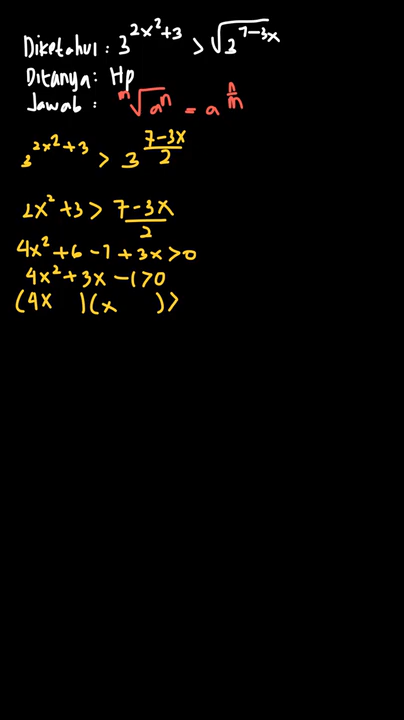 Diketahui : 3^(2x²+3) > √(3^(7-3x))
Ditanya : Hp
Jawab : ᵐ√(aⁿ) = a^(n/m)
3^(2x²+3) > 3^((7-3x)/2)
2x² + 3 > (7-3x)/2
4x² + 6 - 7 + 3x > 0
4x² + 3x - 1 > 0
(4x   )(x   ) >